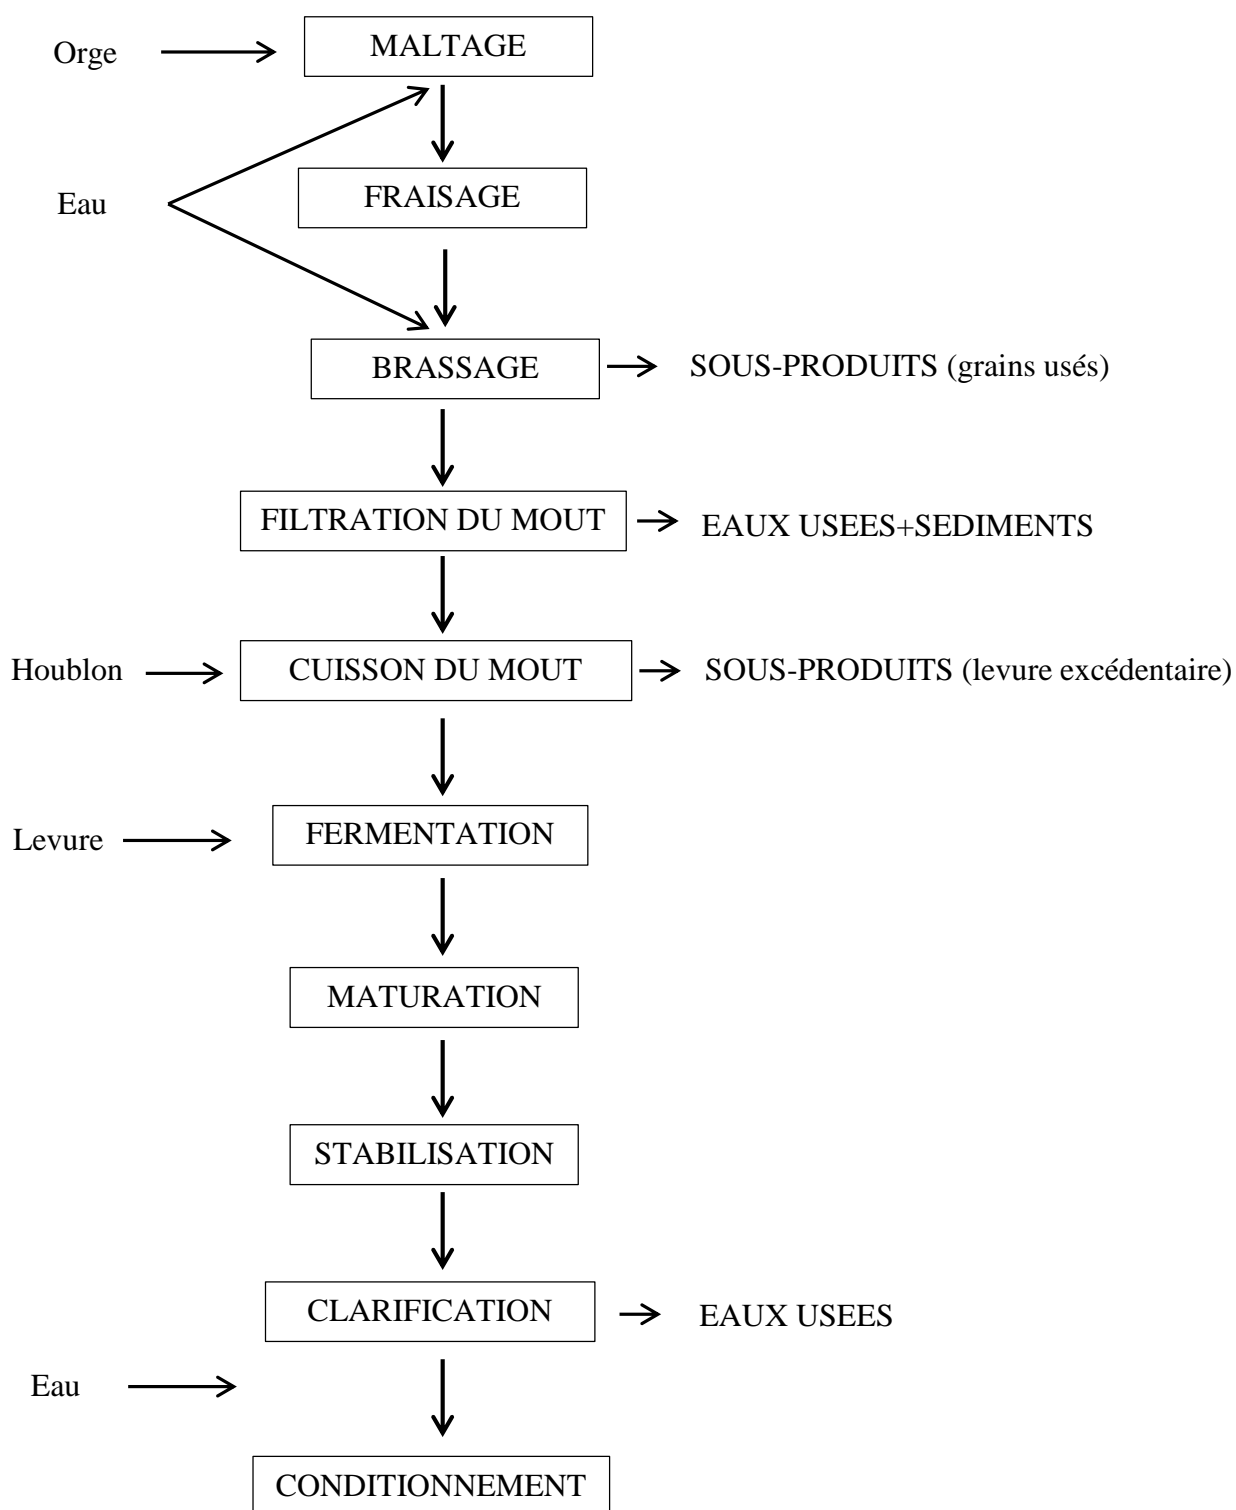 Orge
MALTAGE
Eau
FRAISAGE
BRASSAGE
SOUS-PRODUITS (grains usés)
FILTRATION DU MOUT
EAUX USEES+SEDIMENTS
Houblon
CUISSON DU MOUT
SOUS-PRODUITS (levure excédentaire)
Levure
FERMENTATION
MATURATION
STABILISATION
CLARIFICATION
EAUX USEES
Eau
CONDITIONNEMENT